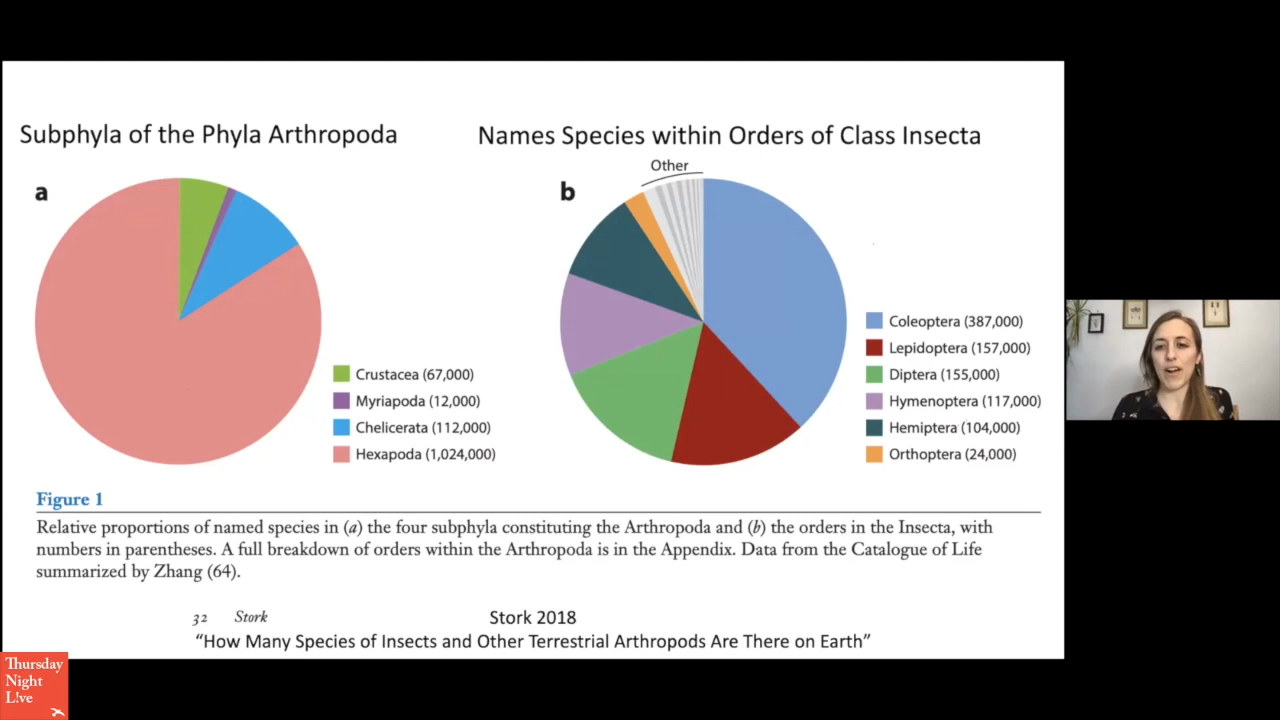 Subphyla of the Phyla Arthropoda
Names Species within Orders of Class Insecta
a
b
Other
Crustacea (67,000)
Myriapoda (12,000)
Chelicerata (112,000)
Hexapoda (1,024,000)
Coleoptera (387,000)
Lepidoptera (157,000)
Diptera (155,000)
Hymenoptera (117,000)
Hemiptera (104,000)
Orthoptera (24,000)
Figure 1
Relative proportions of named species in (a) the four subphyla constituting the Arthropoda and (b) the orders in the Insecta, with
numbers in parentheses. A full breakdown of orders within the Arthropoda is in the Appendix. Data from the Catalogue of Life
summarized by Zhang (64).
32 Stork
Stork 2018
“How Many Species of Insects and Other Terrestrial Arthropods Are There on Earth”
Thursday
Night
L!ve